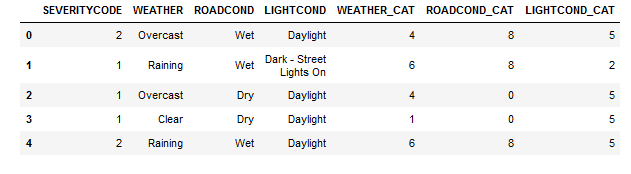 SEVERITYCODE WEATHER ROADCOND LIGHTCOND WEATHER_CAT ROADCOND_CAT LIGHTCOND_CAT
0 2 Overcast Wet Daylight 4 8 5
1 1 Raining Wet Dark - Street Lights On 6 8 2
2 1 Overcast Dry Daylight 4 0 5
3 1 Clear Dry Daylight 1 0 5
4 2 Raining Wet Daylight 6 8 5